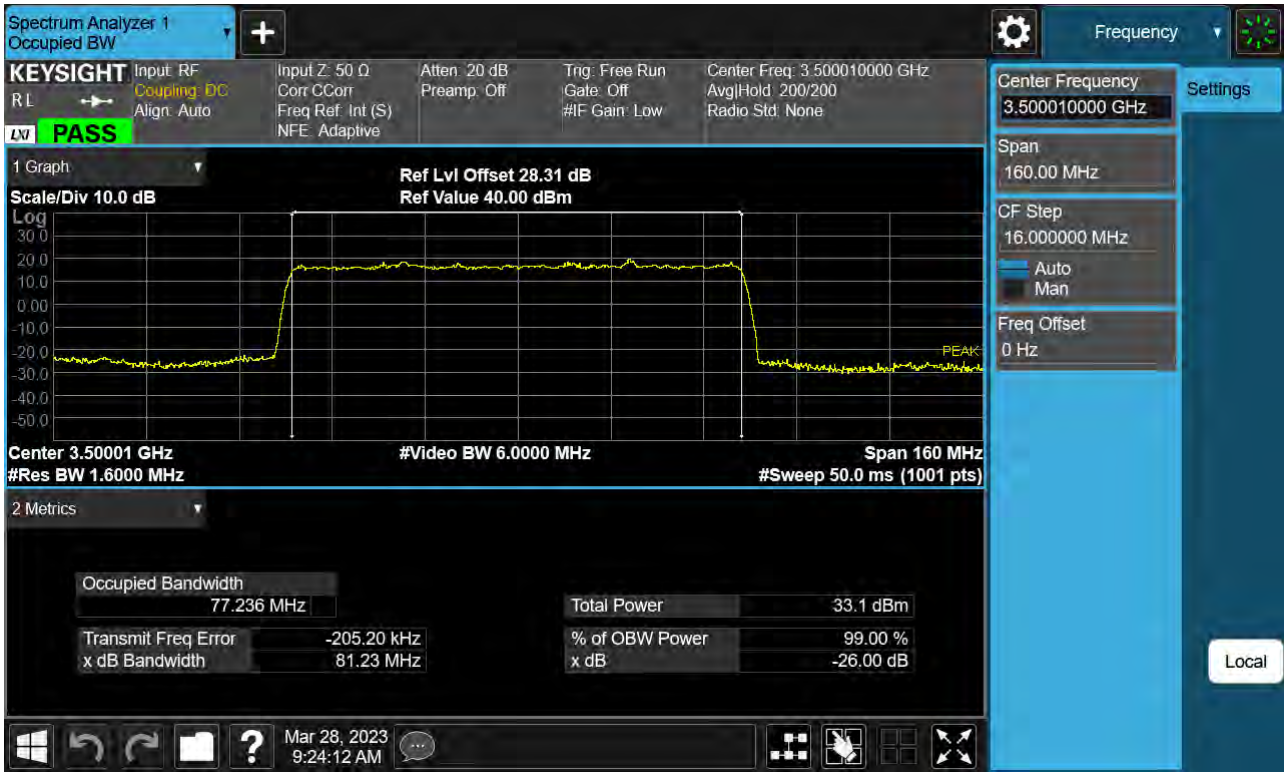 Spectrum Analyzer 1
Occupied BW
Frequency
KEYSIGHT
RL
LXI
PASS
Input: RF
Coupling: DC
Align: Auto
Input Z: 50 Ω
Corr CCorr
Freq Ref: Int (S)
NFE: Adaptive
Atten: 20 dB
Preamp: Off
Trig: Free Run
Gate: Off
#IF Gain: Low
Center Freq: 3.500010000 GHz
Avg|Hold: 200/200
Radio Std: None
Center Frequency
3.500010000 GHz
Settings
Span
160.00 MHz
CF Step
16.000000 MHz
Auto
Man
Freq Offset
0 Hz
1 Graph
Scale/Div 10.0 dB
Ref Lvl Offset 28.31 dB
Ref Value 40.00 dBm
Log
30.0
20.0
10.0
0.00
-10.0
-20.0
-30.0
-40.0
-50.0
PEAK
Center 3.50001 GHz
#Video BW 6.0000 MHz
Span 160 MHz
#Res BW 1.6000 MHz
#Sweep 50.0 ms (1001 pts)
2 Metrics
Occupied Bandwidth
77.236 MHz
Total Power 33.1 dBm
Transmit Freq Error -205.20 kHz
% of OBW Power 99.00 %
x dB Bandwidth 81.23 MHz
x dB -26.00 dB
Local
?
Mar 28, 2023
9:24:12 AM